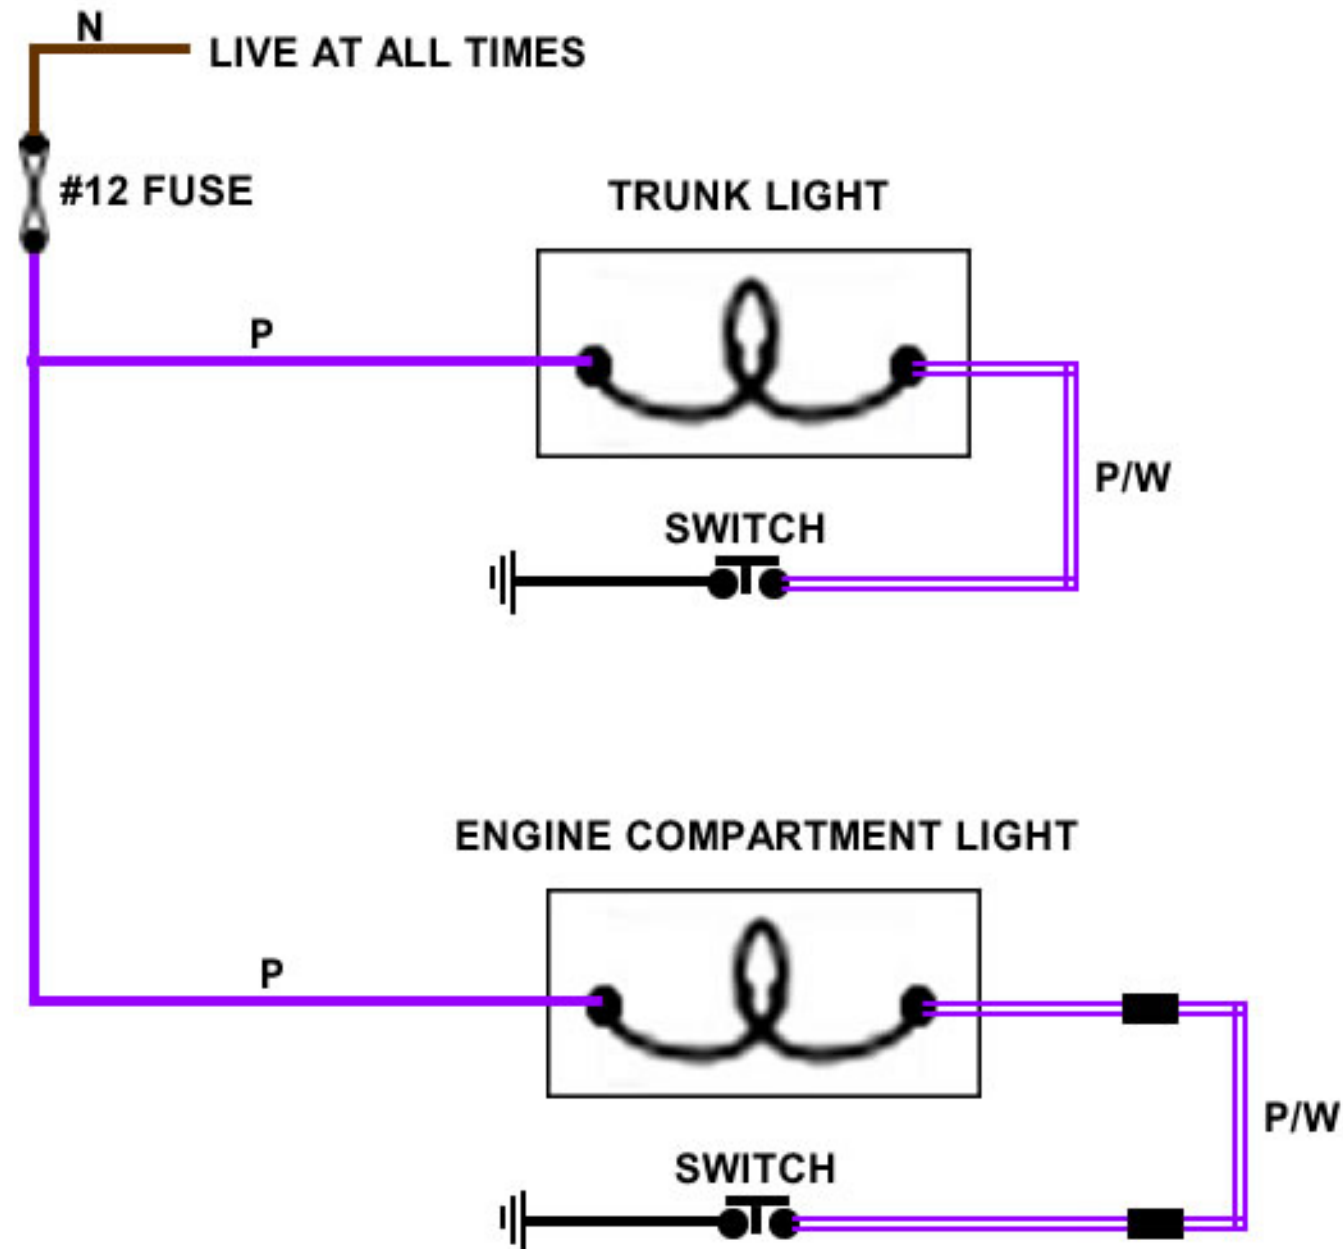 N
LIVE AT ALL TIMES
#12 FUSE
TRUNK LIGHT
P
P/W
SWITCH
ENGINE COMPARTMENT LIGHT
P
P/W
SWITCH